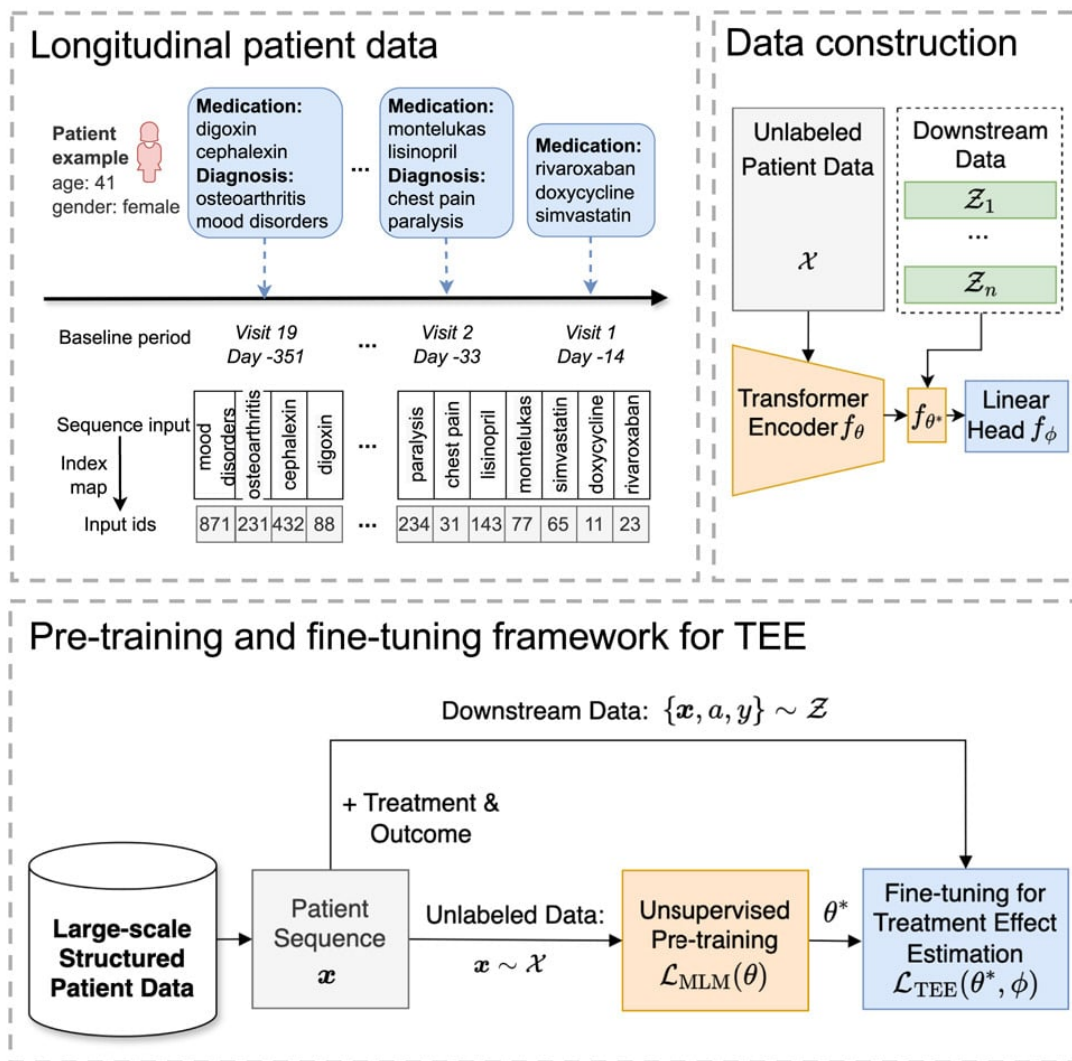 Longitudinal patient data
Patient
example
age: 41
gender: female
Medication:
digoxin
cephalexin
Diagnosis:
osteoarthritis
mood disorders
...
Medication:
montelukas
lisinopril
Diagnosis:
chest pain
paralysis
Medication:
rivaroxaban
doxycycline
simvastatin
Baseline period
Visit 19
Day -351
...
Visit 2
Day -33
Visit 1
Day -14
Sequence input
Index
map
Input ids
mood
disorders
osteoarthritis
cephalexin
digoxin
...
paralysis
chest pain
lisinopril
montelukas
simvastatin
doxycycline
rivaroxaban
871 231 432 88 ... 234 31 143 77 65 11 23
Data construction
Unlabeled
Patient Data
𝒳
Downstream
Data
𝒵₁
...
𝒵ₙ
Transformer
Encoder f_θ
f_θ*
Linear
Head f_ϕ
Pre-training and fine-tuning framework for TEE
Downstream Data: {𝒙, a, y} ∼ 𝒵
+ Treatment &
Outcome
Large-scale
Structured
Patient Data
Patient
Sequence
𝒙
Unlabeled Data:
𝒙 ∼ 𝒳
Unsupervised
Pre-training
ℒ_MLM(θ)
θ*
Fine-tuning for
Treatment Effect
Estimation
ℒ_TEE(θ*, ϕ)